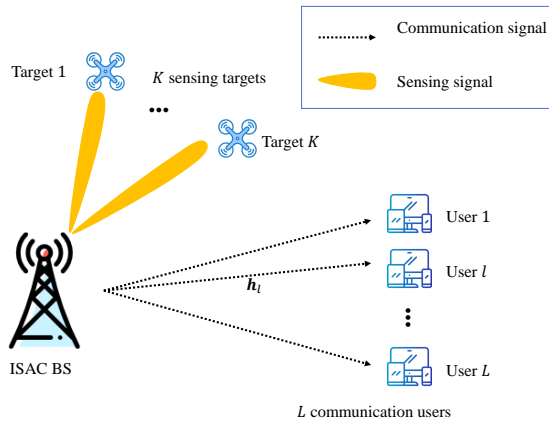 Communication signal
Sensing signal
Target 1
K sensing targets
...
Target K
User 1
User l
h_l
User L
ISAC BS
L communication users